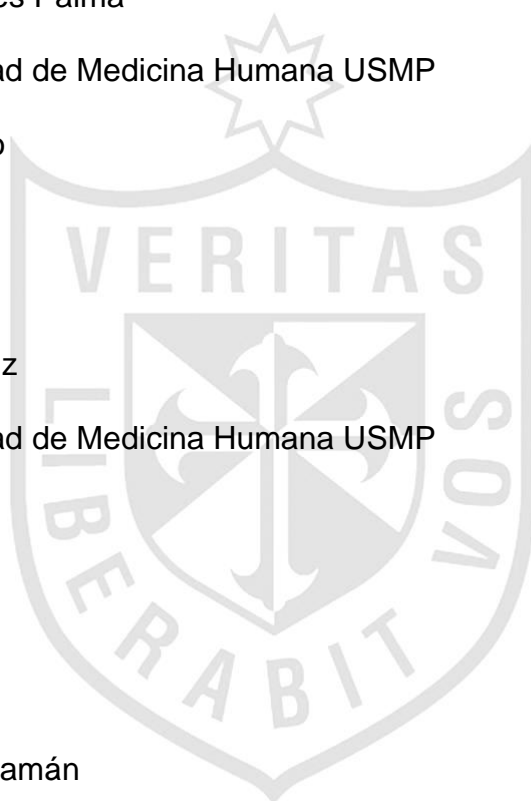 es Palma
ad de Medicina Humana USMP
o
VERITAS
z
ad de Medicina Humana USMP
LIBERABIT
VOS
amán